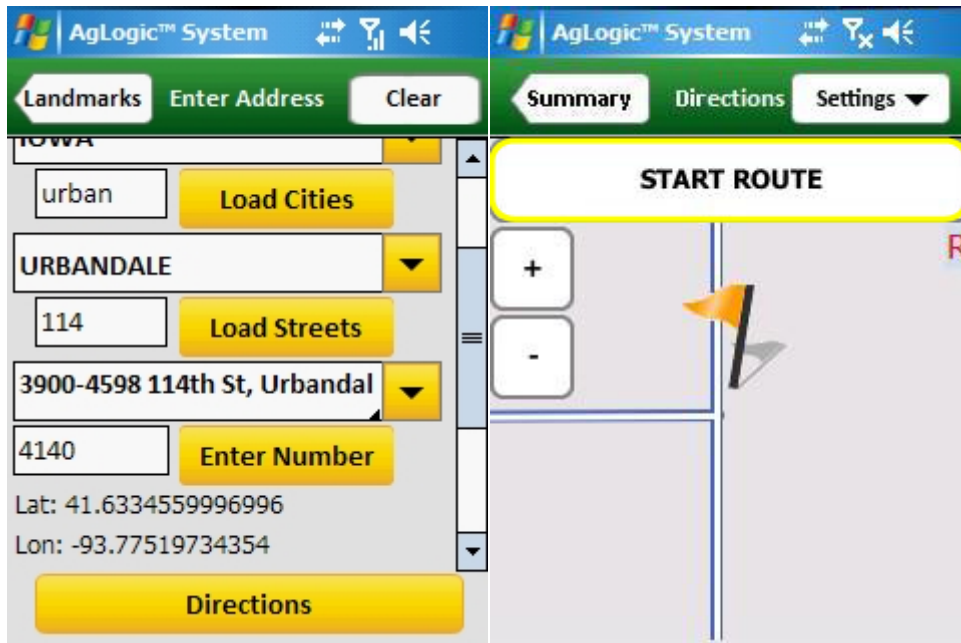 AgLogic™ System
Landmarks Enter Address Clear
IOWA
urban Load Cities
URBANDALE
114 Load Streets
3900-4598 114th St, Urbandal
4140 Enter Number
Lat: 41.6334559996996
Lon: -93.77519734354
Directions
AgLogic™ System
Summary Directions Settings
START ROUTE
+
R
-